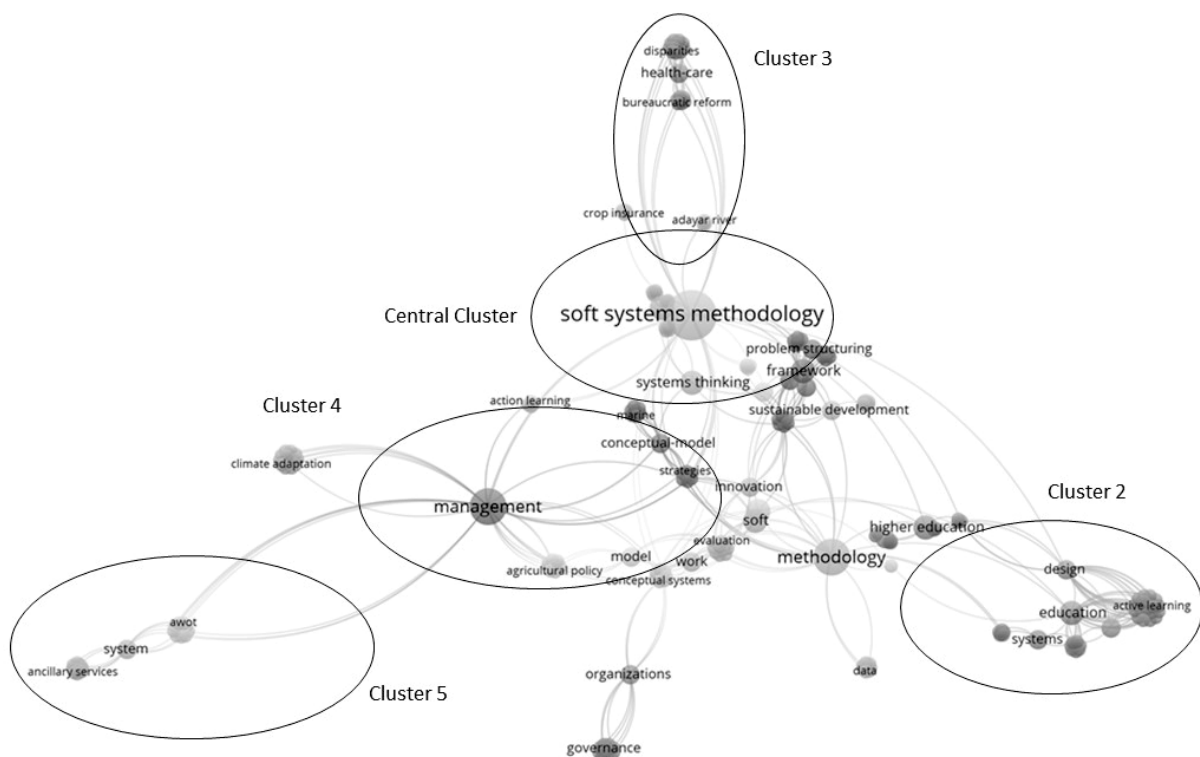 disparities
Cluster 3
health-care
bureaucratic reform
crop insurance
adayar river
Central Cluster
soft systems methodology
problem structuring
framework
systems thinking
action learning
Cluster 4
sustainable development
marine
conceptual-model
climate adaptation
strategies
innovation
Cluster 2
management
soft
higher education
evaluation
methodology
model
work
agricultural policy
conceptual systems
design
active learning
education
awot
systems
system
ancillary services
Cluster 5
organizations
data
governance